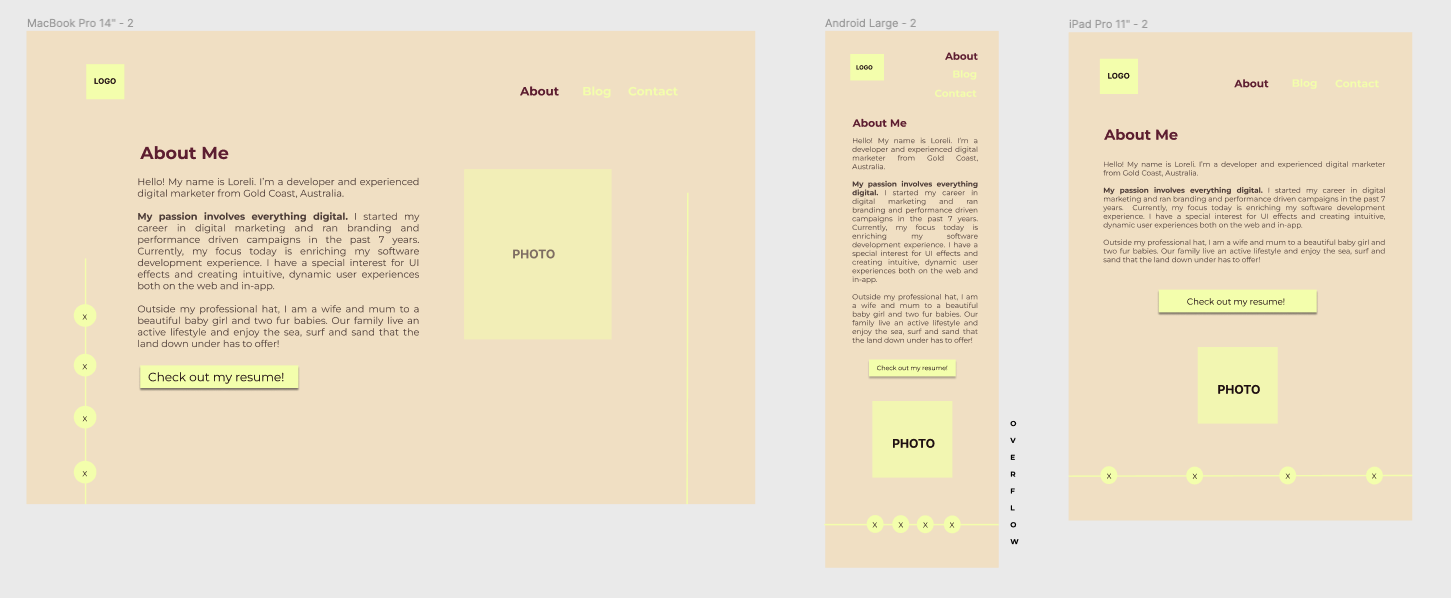 MacBook Pro 14" - 2
LOGO
About Blog Contact
About Me
Hello! My name is Loreli. I'm a developer and experienced
digital marketer from Gold Coast, Australia.
My passion involves everything digital. I started my
career in digital marketing and ran branding and
performance driven campaigns in the past 7 years.
Currently, my focus today is enriching my software
development experience. I have a special interest for UI
effects and creating intuitive, dynamic user experiences
both on the web and in-app.
Outside my professional hat, I am a wife and mum to a
beautiful baby girl and two fur babies. Our family live an
active lifestyle and enjoy the sea, surf and sand that the
land down under has to offer!
Check out my resume!
PHOTO
X
X
X
X
Android Large - 2
LOGO
About
Blog
Contact
About Me
Hello! My name is Loreli. I'm a
developer and experienced digital
marketer from Gold Coast,
Australia.
My passion involves everything
digital. I started my career in
digital marketing and ran
branding and performance driven
campaigns in the past 7 years.
Currently, my focus today is
enriching my software
development experience. I have a
special interest for UI effects and
creating intuitive, dynamic user
experiences both on the web and
in-app.
Outside my professional hat, I am
a wife and mum to a beautiful
baby girl and two fur babies. Our
family live an active lifestyle and
enjoy the sea, surf and sand that
the land down under has to offer!
Check out my resume!
PHOTO
X X X X
O
V
E
R
F
L
O
W
iPad Pro 11" - 2
LOGO
About Blog Contact
About Me
Hello! My name is Loreli. I'm a developer and experienced digital marketer
from Gold Coast, Australia.
My passion involves everything digital. I started my career in digital
marketing and ran branding and performance driven campaigns in the past 7
years. Currently, my focus today is enriching my software development
experience. I have a special interest for UI effects and creating intuitive,
dynamic user experiences both on the web and in-app.
Outside my professional hat, I am a wife and mum to a beautiful baby girl and
two fur babies. Our family live an active lifestyle and enjoy the sea, surf and
sand that the land down under has to offer!
Check out my resume!
PHOTO
X X X X